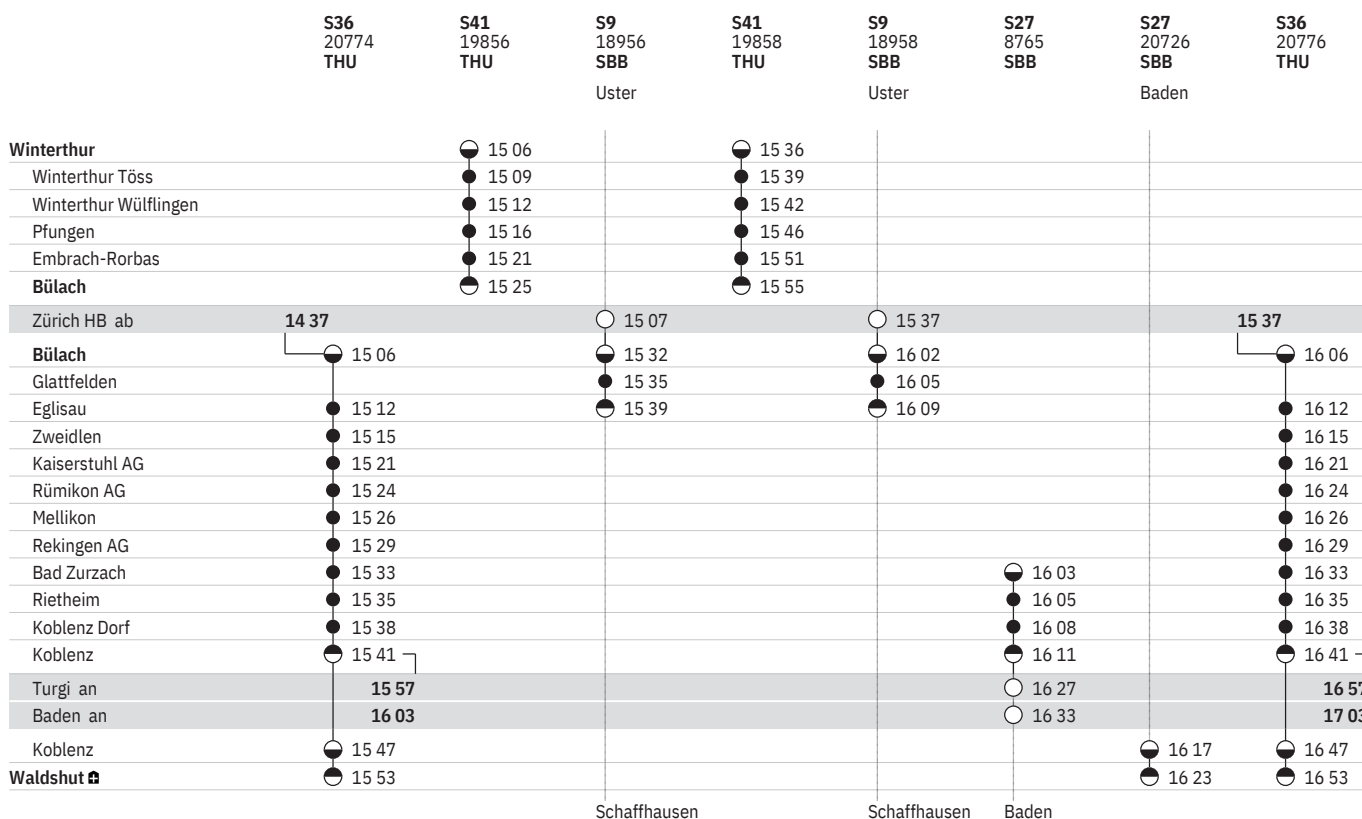 S36 S41 S9 S41 S9 S27 S27 S36
20774 19856 18956 19858 18958 8765 20726 20776
THU THU SBB THU SBB SBB SBB THU
Uster Uster Baden
Winterthur 15 06 15 36
Winterthur Töss 15 09 15 39
Winterthur Wülflingen 15 12 15 42
Pfungen 15 16 15 46
Embrach-Rorbas 15 21 15 51
Bülach 15 25 15 55
Zürich HB ab 14 37 15 07 15 37 15 37
Bülach 15 06 15 32 16 02 16 06
Glattfelden 15 35 16 05
Eglisau 15 12 15 39 16 09 16 12
Zweidlen 15 15 16 15
Kaiserstuhl AG 15 21 16 21
Rümikon AG 15 24 16 24
Mellikon 15 26 16 26
Rekingen AG 15 29 16 29
Bad Zurzach 15 33 16 03 16 33
Rietheim 15 35 16 05 16 35
Koblenz Dorf 15 38 16 08 16 38
Koblenz 15 41 16 11 16 41
Turgi an 15 57 16 27 16 57
Baden an 16 03 16 33 17 03
Koblenz 15 47 16 17 16 47
Waldshut 15 53 16 23 16 53
Schaffhausen Schaffhausen Baden